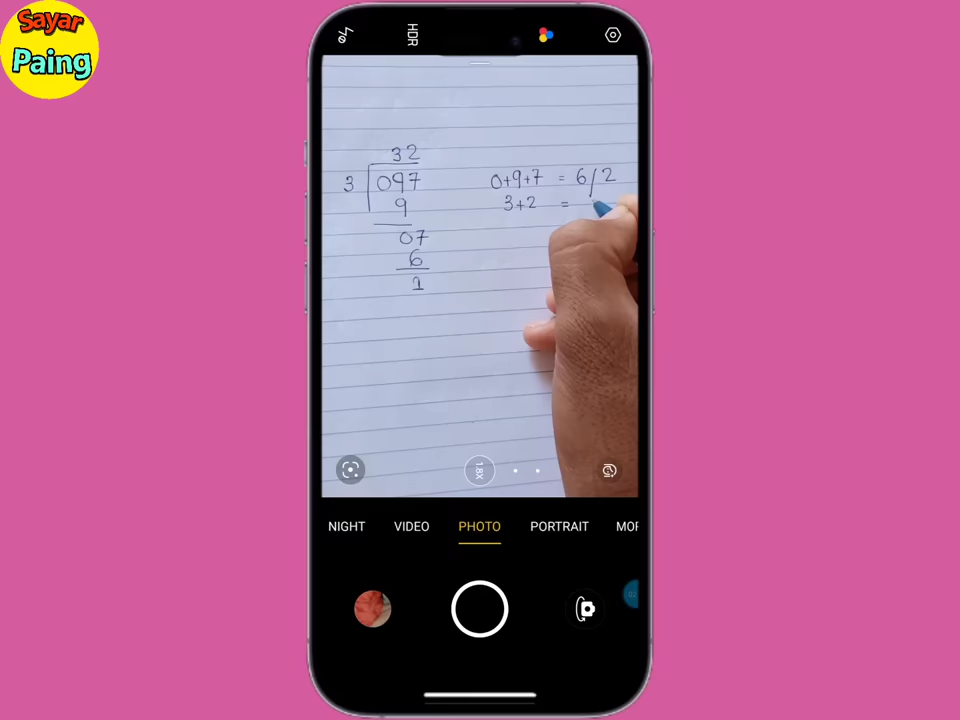 Sayar
Paing
HDR
32
3 097
9
07
6
1
0+9+7 = 6/2
3+2 =
1.8X
NIGHT VIDEO PHOTO PORTRAIT MOR